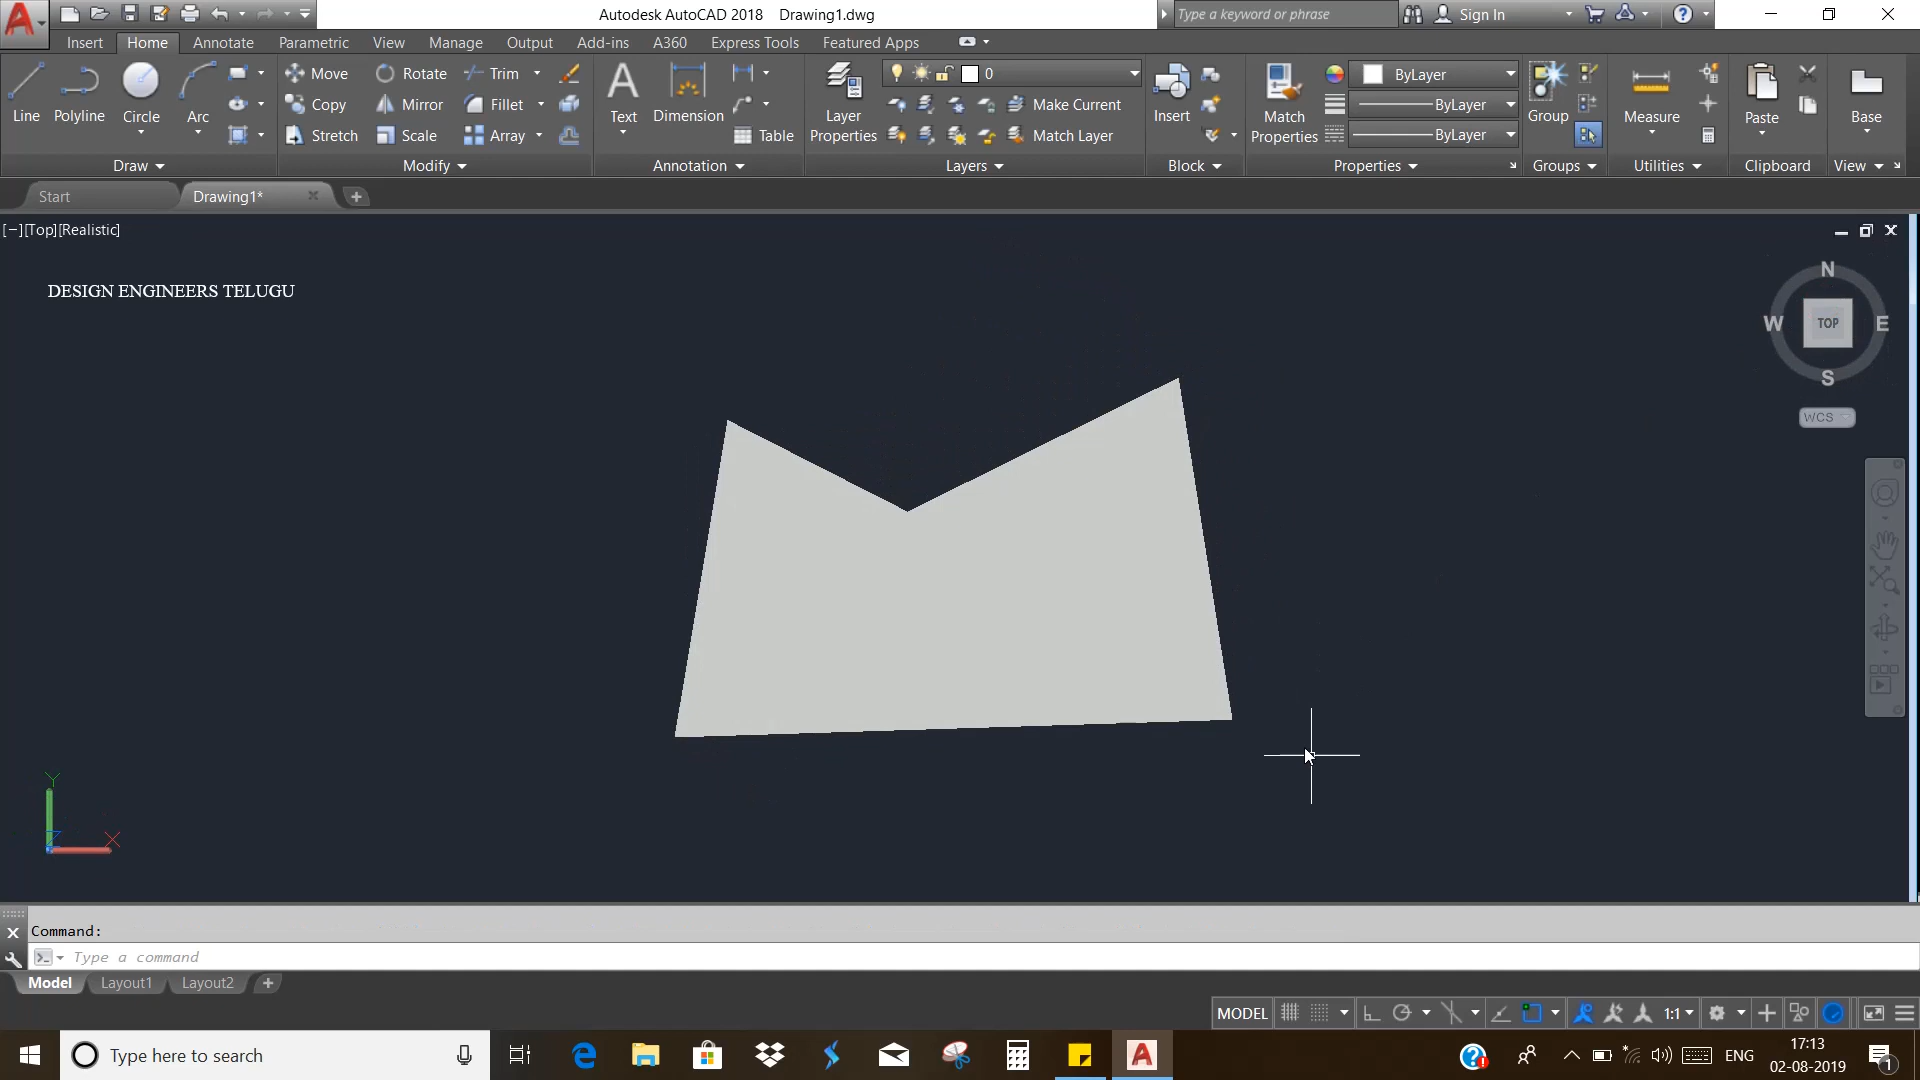 Autodesk AutoCAD 2018 Drawing1.dwg
Type a keyword or phrase
Sign In
Insert Home Annotate Parametric View Manage Output Add-ins A360 Express Tools Featured Apps
Line Polyline Circle Arc
Move Rotate Trim
Copy Mirror Fillet
Stretch Scale Array
Text Dimension Table
Layer Properties
0
Make Current
Match Layer
Insert
Match Properties
ByLayer
ByLayer
ByLayer
Group Measure Paste Base
Draw Modify Annotation Layers Block Properties Groups Utilities Clipboard View
Start Drawing1*
[−][Top][Realistic]
DESIGN ENGINEERS TELUGU
N
W TOP E
S
WCS
Y
Z
X
Command:
Type a command
Model Layout1 Layout2
MODEL 1:1
Type here to search
ENG
17:13
02-08-2019
1